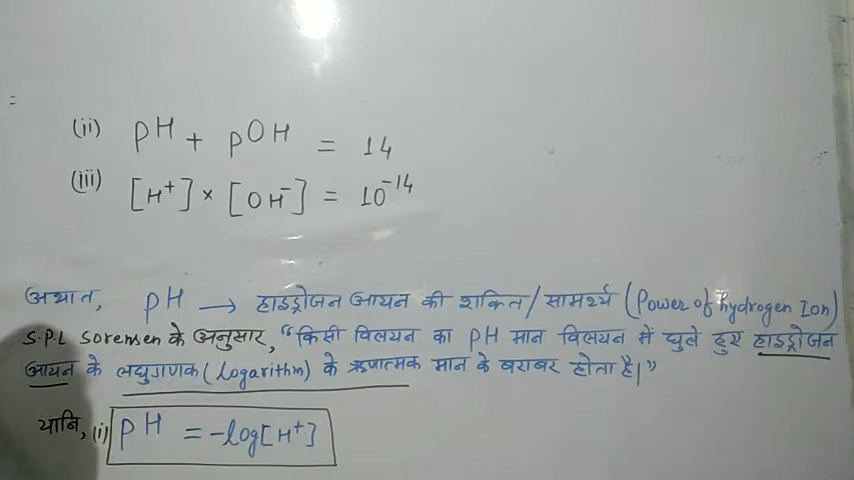 (ii) pH + pOH = 14
(iii) [H⁺] × [OH⁻] = 10⁻¹⁴
अर्थात, pH → हाइड्रोजन आयन की शक्ति/सामर्थ्य (Power of hydrogen Ion)
S.P.L Sorensen के अनुसार, “किसी विलयन का pH मान विलयन में घुले हुए हाइड्रोजन
आयन के लघुगणक (logarithm) के ऋणात्मक मान के बराबर होता है।”
यानि, (i) pH = -log[H⁺]